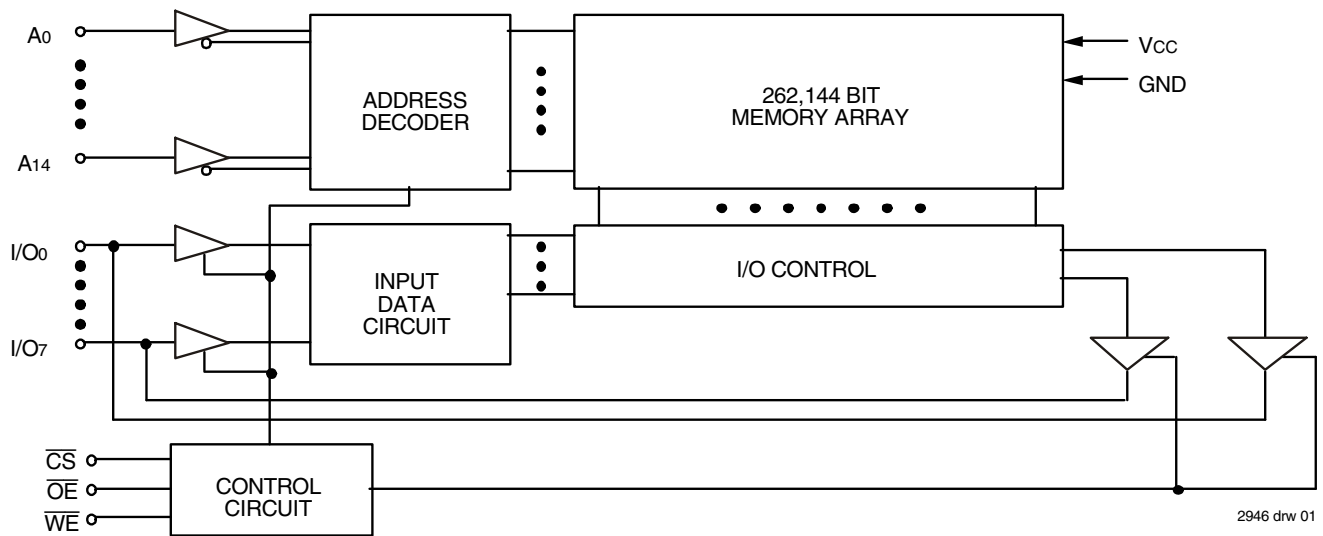 A0
A14
ADDRESS
DECODER
262,144 BIT
MEMORY ARRAY
VCC
GND
I/O0
I/O7
INPUT
DATA
CIRCUIT
I/O CONTROL
CS
OE
WE
CONTROL
CIRCUIT
2946 drw 01